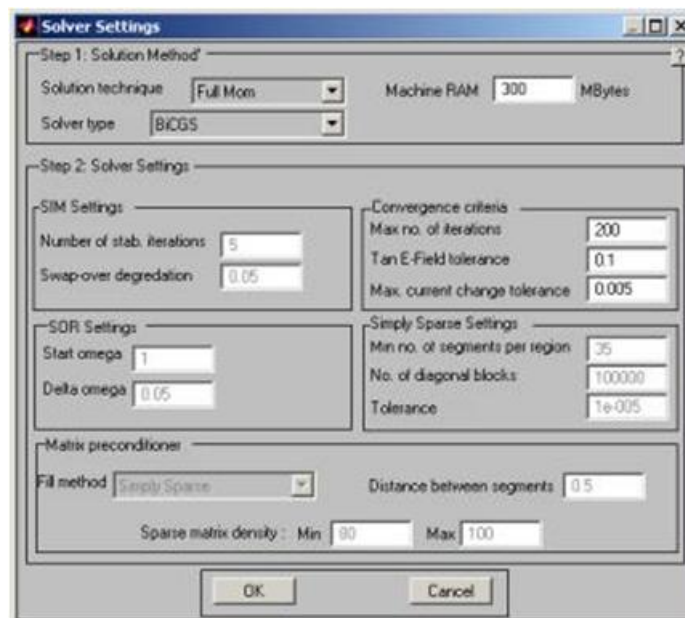 Solver Settings
Step 1: Solution Method'
?
Solution technique Full Mom Machine RAM 300 MBytes
Solver type BiCGS
Step 2: Solver Settings
SIM Settings
Number of stab. iterations 5
Swap-over degredation 0.05
Convergence criteria
Max no. of iterations 200
Tan E-Field tolerance 0.1
Max. current change tolerance 0.005
SOR Settings
Start omega 1
Delta omega 0.05
Simply Sparse Settings
Min no. of segments per region 35
No. of diagonal blocks 100000
Tolerance 1e-005
Matrix preconditioner
Fill method Simply Sparse Distance between segments 0.5
Sparse matrix density : Min 80 Max 100
OK Cancel